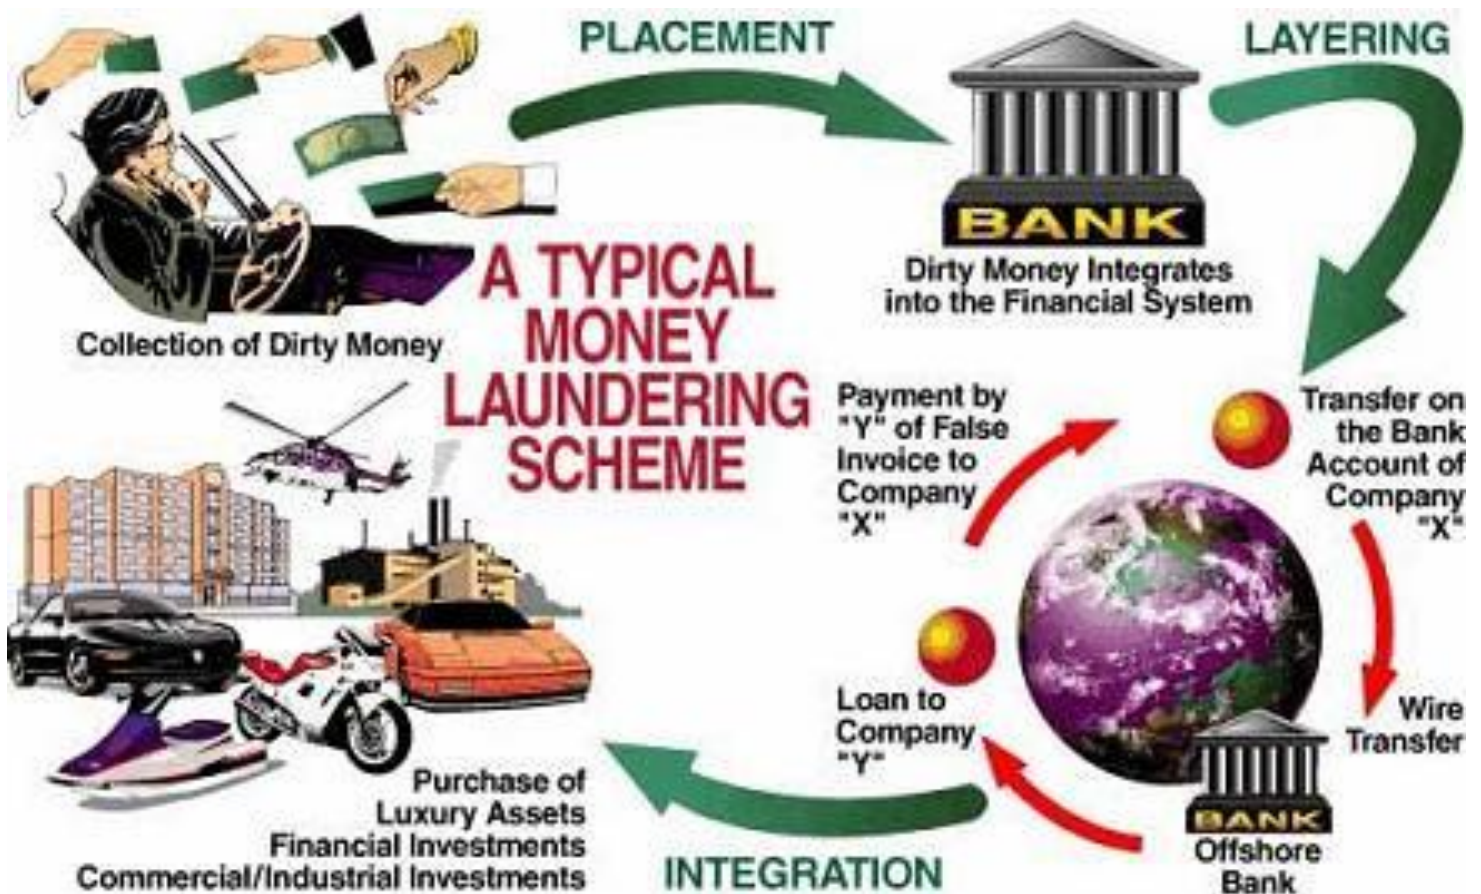 PLACEMENT
LAYERING
BANK
Dirty Money Integrates
into the Financial System
Collection of Dirty Money
A TYPICAL
MONEY
LAUNDERING
SCHEME
Payment by
"Y" of False
Invoice to
Company
"X"
Transfer on
the Bank
Account of
Company
"X"
Wire
Transfer
Loan to
Company
"Y"
BANK
Offshore
Bank
Purchase of
Luxury Assets
Financial Investments
Commercial/Industrial Investments
INTEGRATION